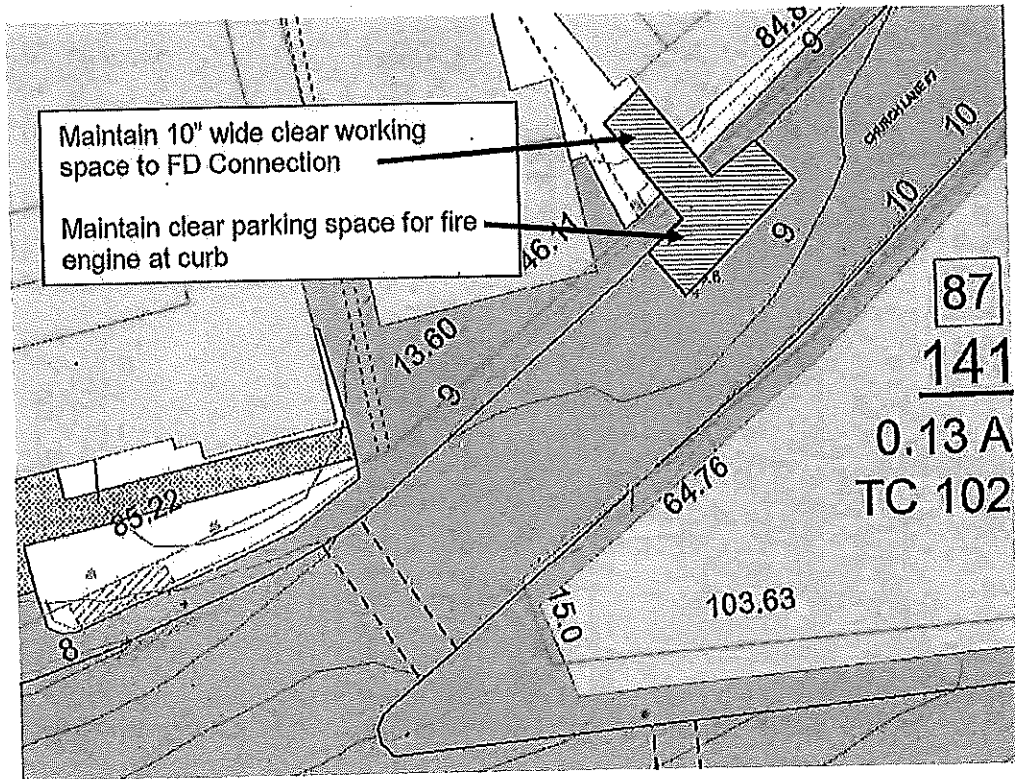 84.8
9
CHURCH LANE
10
Maintain 10" wide clear working
space to FD Connection
Maintain clear parking space for fire
engine at curb
46.11
9
10
87
141
0.13 A
TC 102
13.60
9
64.76
85.22
15.0
103.63
8